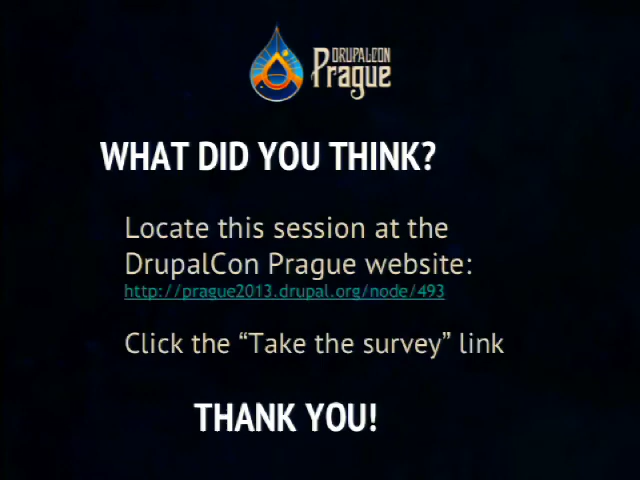 DRUPALCON
Prague
WHAT DID YOU THINK?
Locate this session at the
DrupalCon Prague website:
http://prague2013.drupal.org/node/493
Click the “Take the survey” link
THANK YOU!